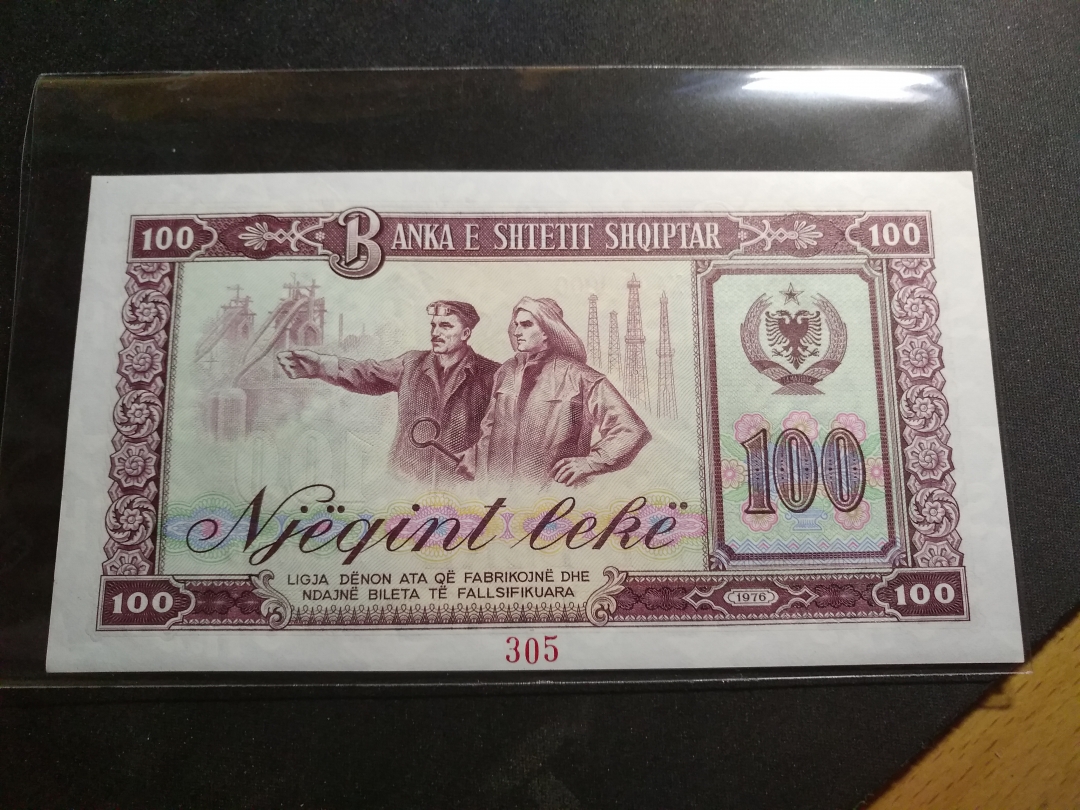 100 BANKA E SHTETIT SHQIPTAR 100
100
Njëqint lekë
LIGJA DËNON ATA QË FABRIKOJNË DHE
NDAJNË BILETA TË FALLSIFIKUARA
100 1976 100
305